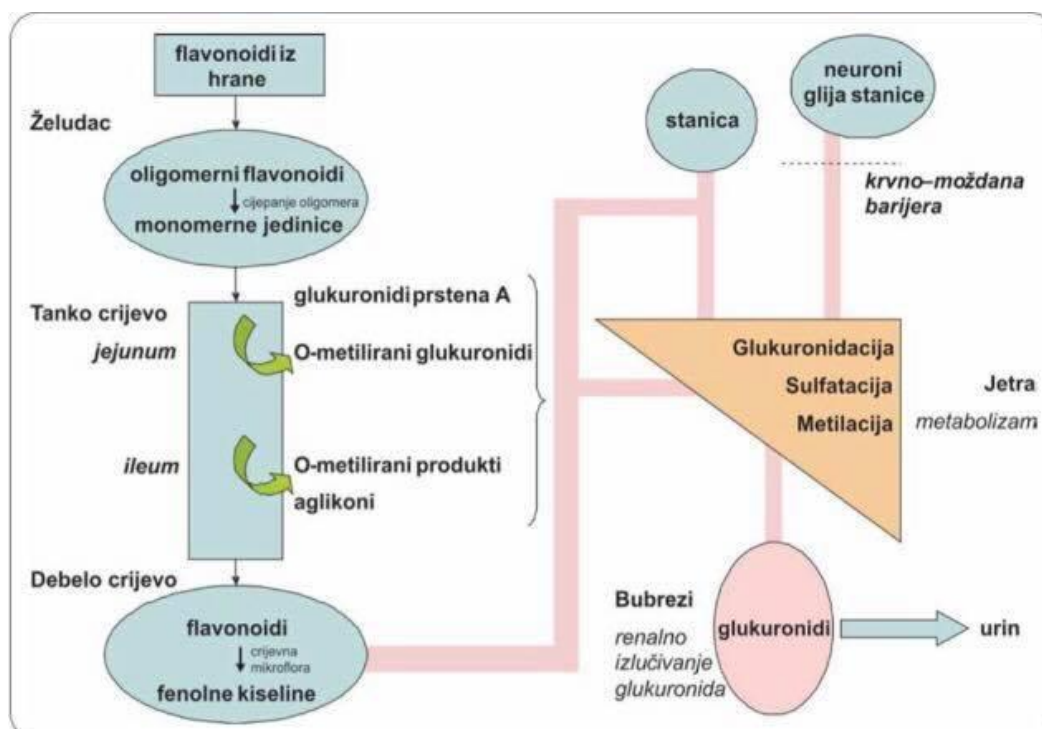 flavonoidi iz
hrane
Želudac
oligomerni flavonoidi
cijepanje oligomera
monomerne jedinice
Tanko crijevo
jejunum
ileum
glukuronidi prstena A
O-metilirani glukuronidi
O-metilirani produkti
aglikoni
Debelo crijevo
flavonoidi
crijevna
mikroflora
fenolne kiseline
stanica
neuroni
glija stanice
krvno–moždana
barijera
Glukuronidacija
Sulfatacija
Metilacija
Jetra
metabolizam
Bubrezi
renalno
izlučivanje
glukuronida
glukuronidi
urin